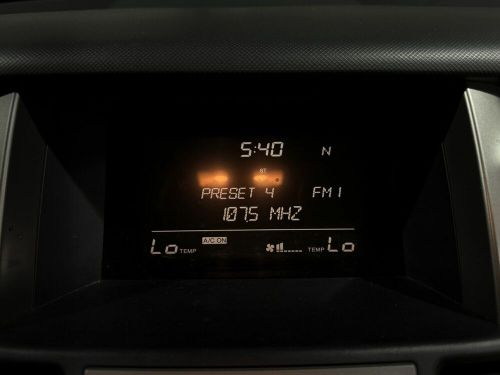 5:40 N
ST
PRESET 4 FM1
107.5 MHZ
Lo TEMP A/C ON TEMP Lo